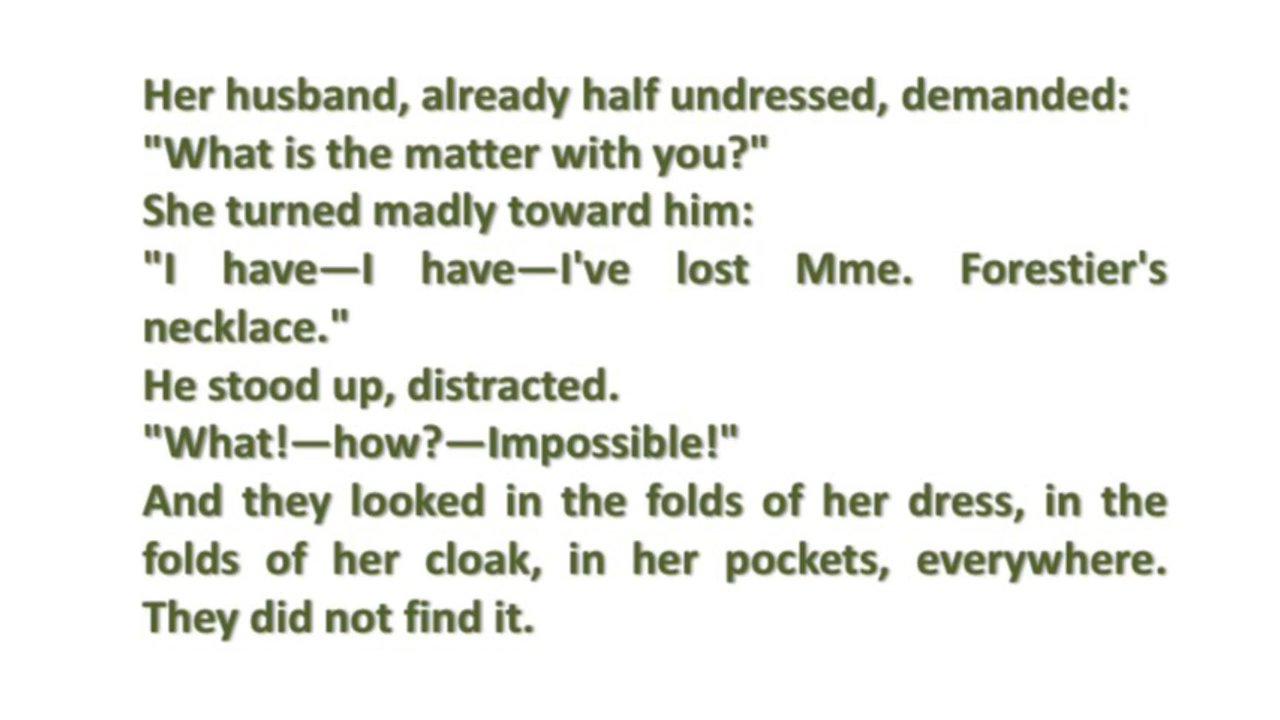 Her husband, already half undressed, demanded:
"What is the matter with you?"
She turned madly toward him:
"I have—I have—I've lost Mme. Forestier's
necklace."
He stood up, distracted.
"What!—how?—Impossible!"
And they looked in the folds of her dress, in the
folds of her cloak, in her pockets, everywhere.
They did not find it.